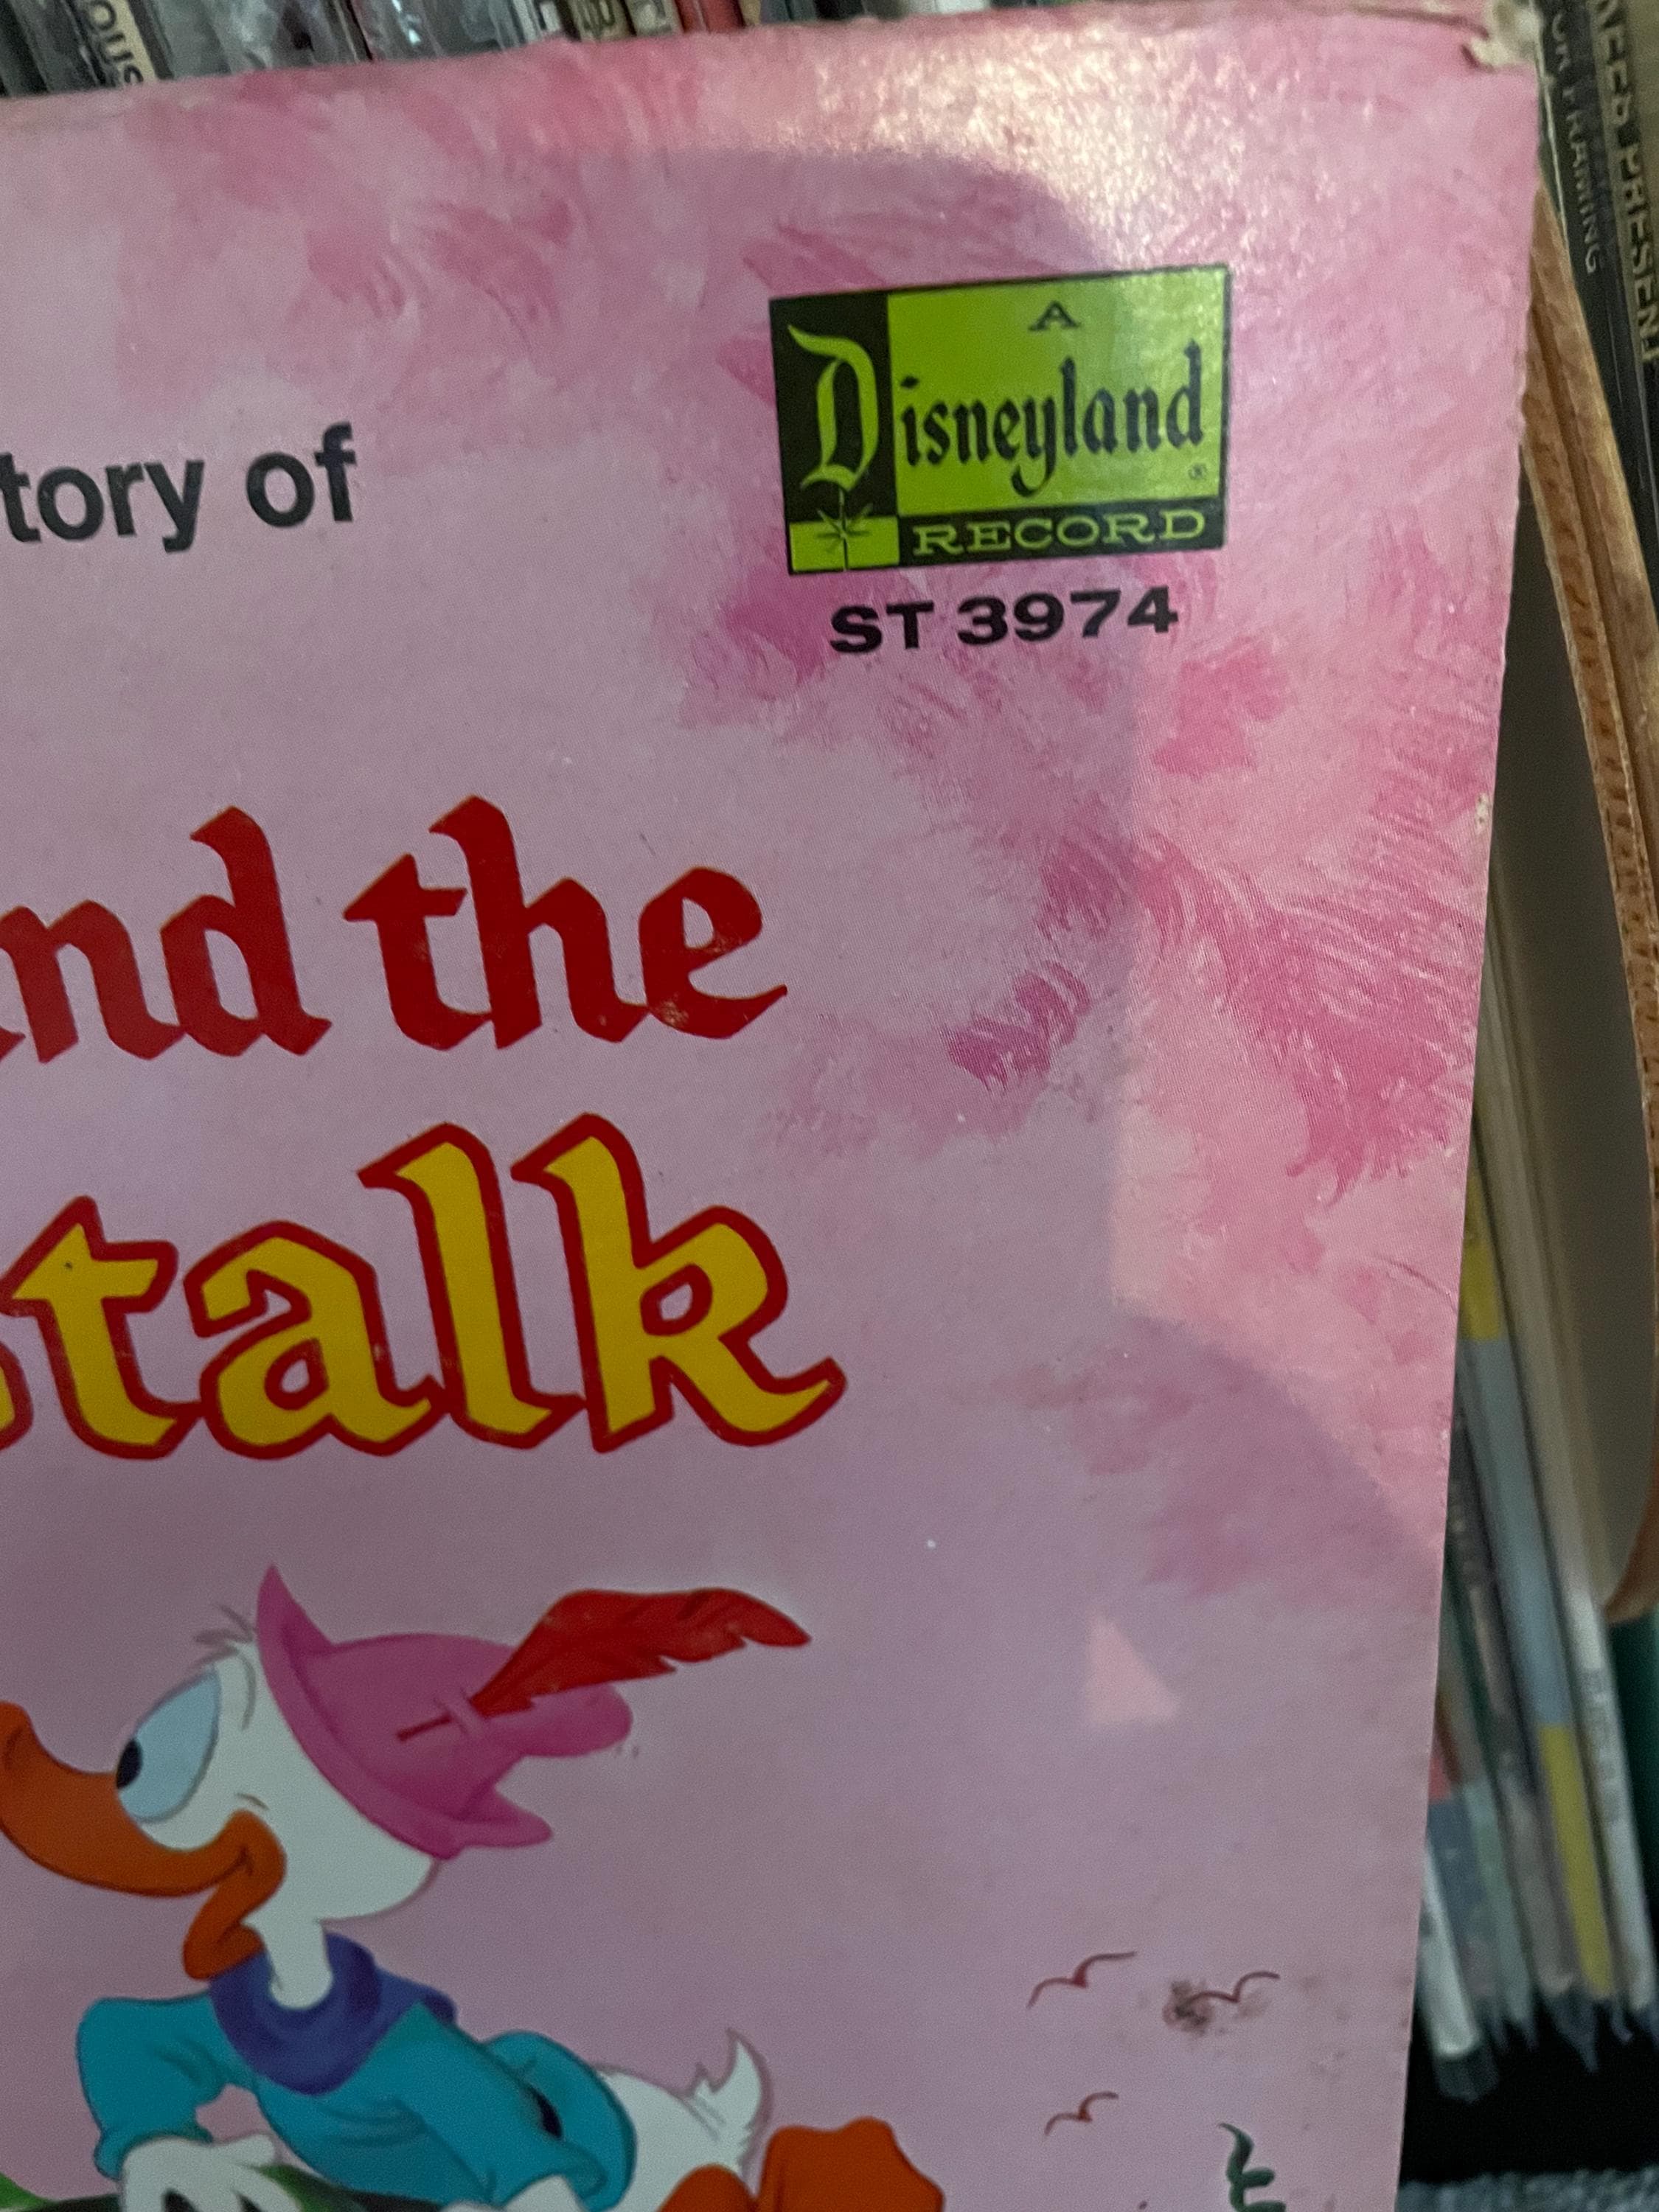 A
Disneyland
®
RECORD
ST 3974
tory of
nd the
talk